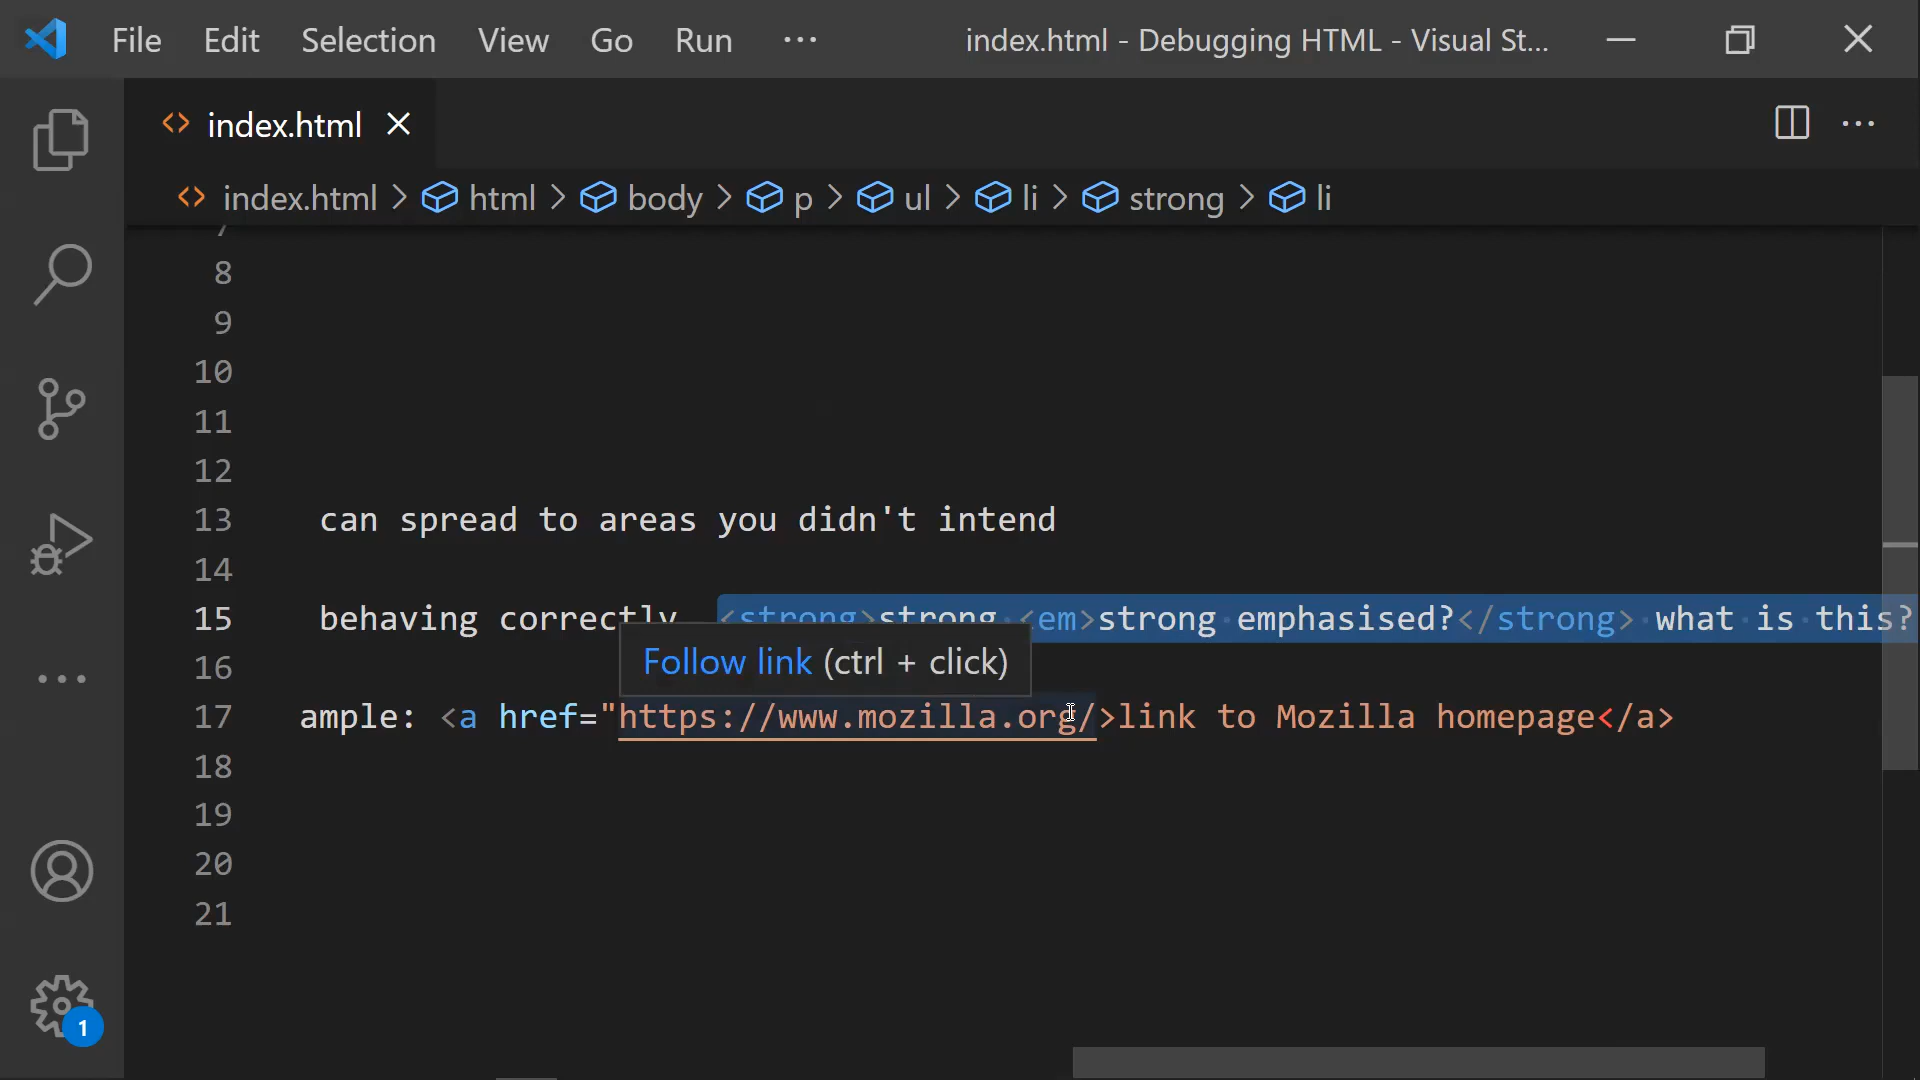 File Edit Selection View Go Run ··· index.html - Debugging HTML - Visual St...
index.html
index.html > html > body > p > ul > li > strong > li
7
8
9
10
11
12
13 can spread to areas you didn't intend
14
15 behaving correctly <strong>strong <em>strong emphasised?</strong> what is this?
Follow link (ctrl + click)
16
17 ample: <a href="https://www.mozilla.org/>link to Mozilla homepage</a>
18
19
20
21
1